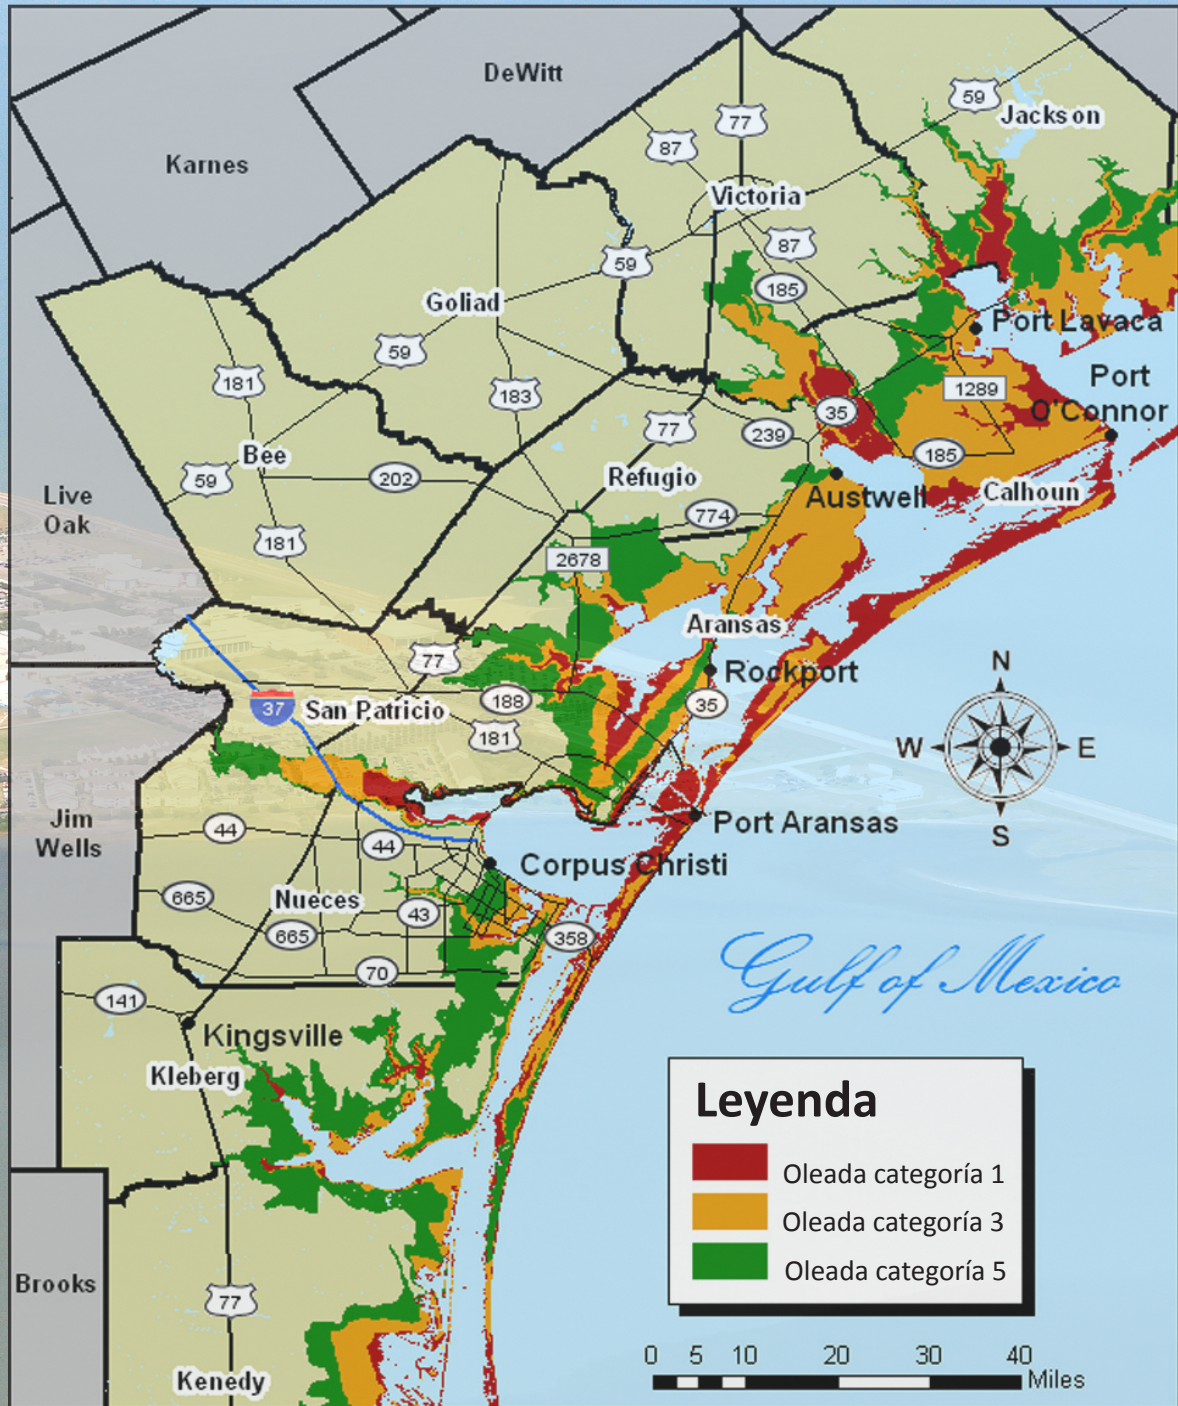 DeWitt
Karnes
59
Jackson
77
87
Victoria
87
59
185
Goliad
Port Lavaca
59
181
183
1289
Port
O'Connor
77
35
239
Bee
59
202
Refugio
185
Live
Oak
Austwell
Calhoun
774
181
2678
Aransas
77
Rockport
N
188
35
37
San Patricio
181
W
E
Jim
Wells
Port Aransas
S
44
44
Corpus Christi
665
Nueces
43
665
358
70
Gulf of Mexico
141
Kingsville
Kleberg
Leyenda
Oleada categoría 1
Oleada categoría 3
Oleada categoría 5
Brooks
77
Kenedy
0 5 10 20 30 40
Miles